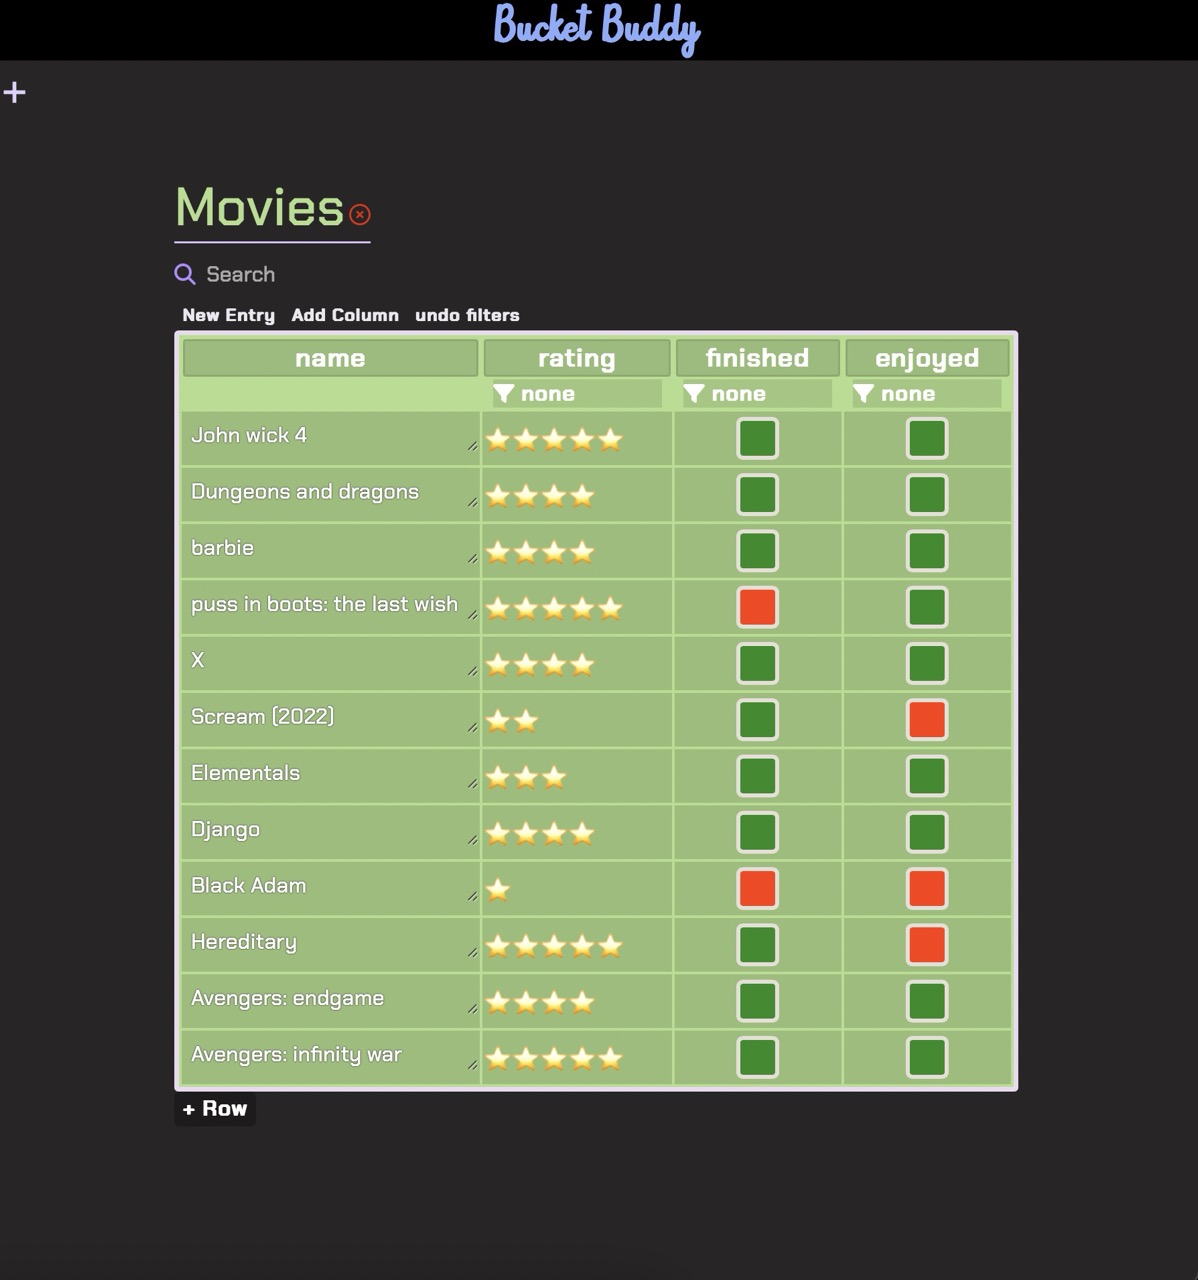 Bucket Buddy
+
Movies
Search
New Entry Add Column undo filters
name rating finished enjoyed
none none none
John wick 4
Dungeons and dragons
barbie
puss in boots: the last wish
X
Scream (2022)
Elementals
Django
Black Adam
Hereditary
Avengers: endgame
Avengers: infinity war
+ Row